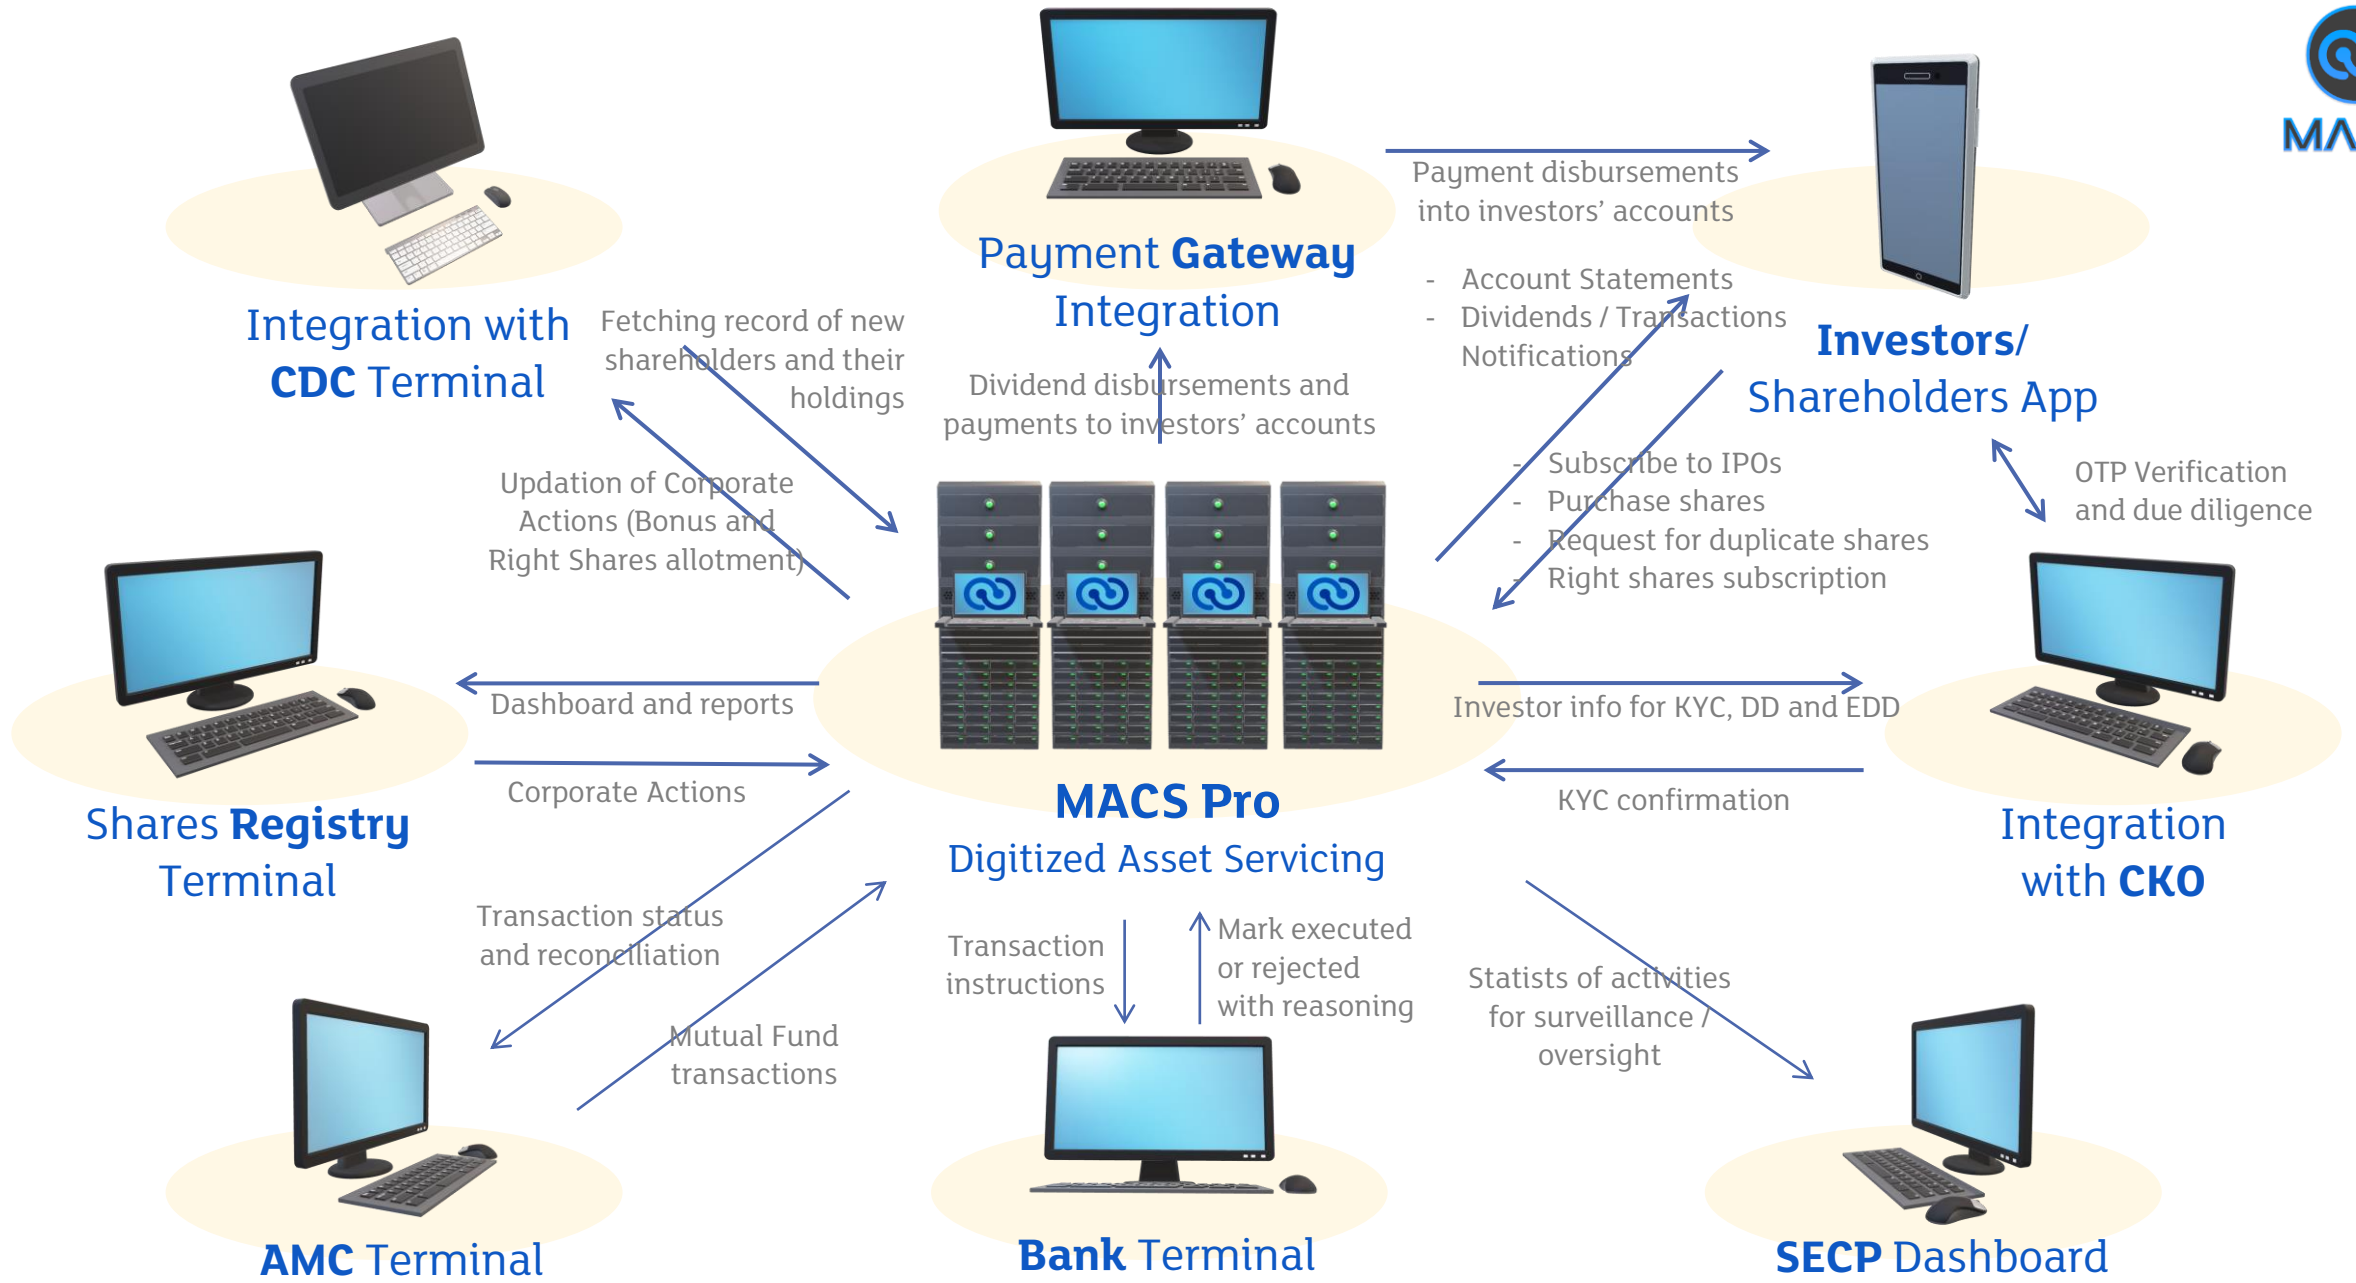 Payment disbursements
into investors' accounts
Payment Gateway
Integration
- Account Statements
- Dividends / Transactions
Notifications
Integration with
CDC Terminal
Fetching record of new
shareholders and their
holdings
Investors/
Shareholders App
Dividend disbursements and
payments to investors' accounts
Updation of Corporate
Actions (Bonus and
Right Shares allotment)
- Subscribe to IPOs
- Purchase shares
- Request for duplicate shares
- Right shares subscription
OTP Verification
and due diligence
Dashboard and reports
Investor info for KYC, DD and EDD
Corporate Actions
KYC confirmation
MACS Pro
Digitized Asset Servicing
Shares Registry
Terminal
Integration
with CKO
Transaction status
and reconciliation
Transaction
instructions
Mark executed
or rejected
with reasoning
Statists of activities
for surveillance /
oversight
Mutual Fund
transactions
AMC Terminal
Bank Terminal
SECP Dashboard